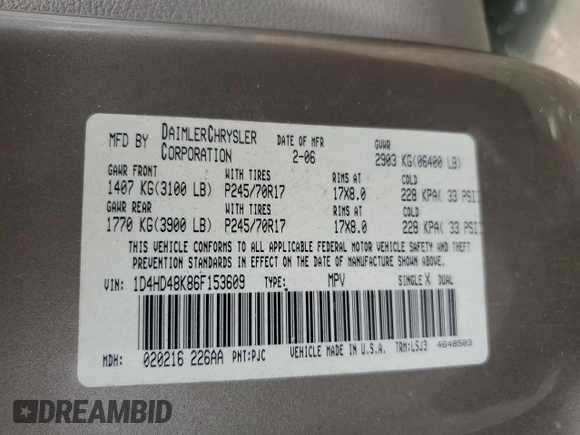 MFD BY DAIMLERCHRYSLER CORPORATION
DATE OF MFR 2-06
GVWR 2903 KG(06400 LB)
GAWR FRONT WITH TIRES RIMS AT COLD
1407 KG(3100 LB) P245/70R17 17X8.0 228 KPA( 33 PSI
GAWR REAR WITH TIRES RIMS AT COLD
1770 KG(3900 LB) P245/70R17 17X8.0 228 KPA( 33 PSI
THIS VEHICLE CONFORMS TO ALL APPLICABLE FEDERAL MOTOR VEHICLE SAFETY AND THEFT
PREVENTION STANDARDS IN EFFECT ON THE DATE OF MANUFACTURE SHOWN ABOVE.
VIN: 1D4HD48K86F153609 TYPE: MPV SINGLE X DUAL
MDH: 020216 226AA PNT:PJC VEHICLE MADE IN U.S.A. TRM:LSJ3 4648503
DREAMBID